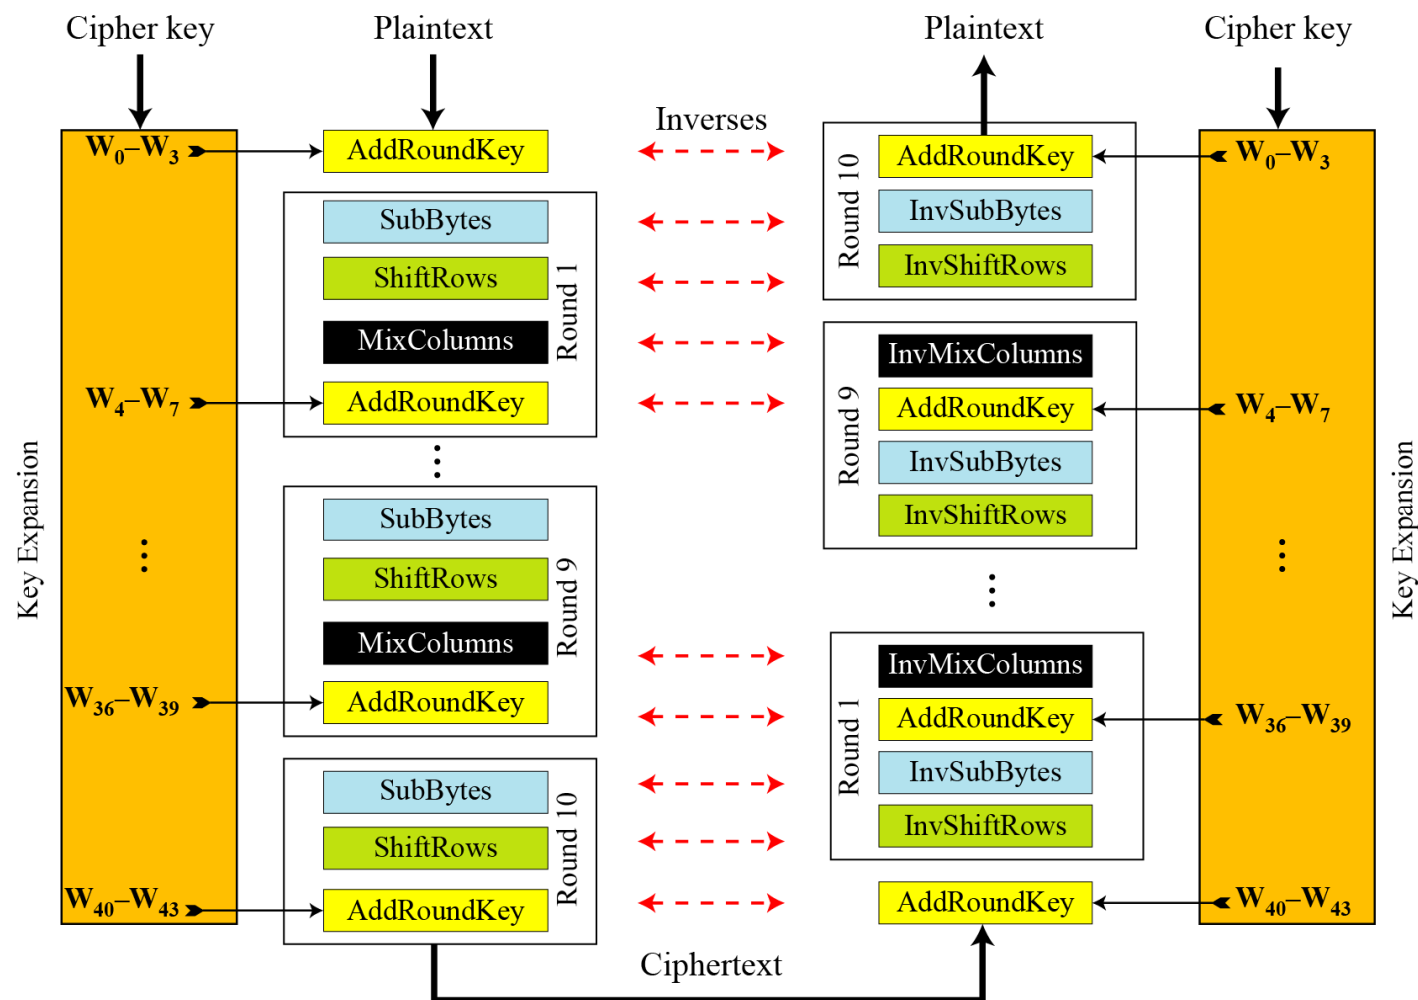 Cipher key
Plaintext
Plaintext
Cipher key
Inverses
W0–W3
AddRoundKey
SubBytes
ShiftRows
MixColumns
W4–W7
AddRoundKey
Round 1
⋮
SubBytes
ShiftRows
MixColumns
W36–W39
AddRoundKey
Round 9
SubBytes
ShiftRows
W40–W43
AddRoundKey
Round 10
Key Expansion
⋮
AddRoundKey
W0–W3
InvSubBytes
InvShiftRows
Round 10
InvMixColumns
AddRoundKey
W4–W7
InvSubBytes
InvShiftRows
Round 9
⋮
InvMixColumns
AddRoundKey
W36–W39
InvSubBytes
InvShiftRows
Round 1
AddRoundKey
W40–W43
Key Expansion
⋮
Ciphertext